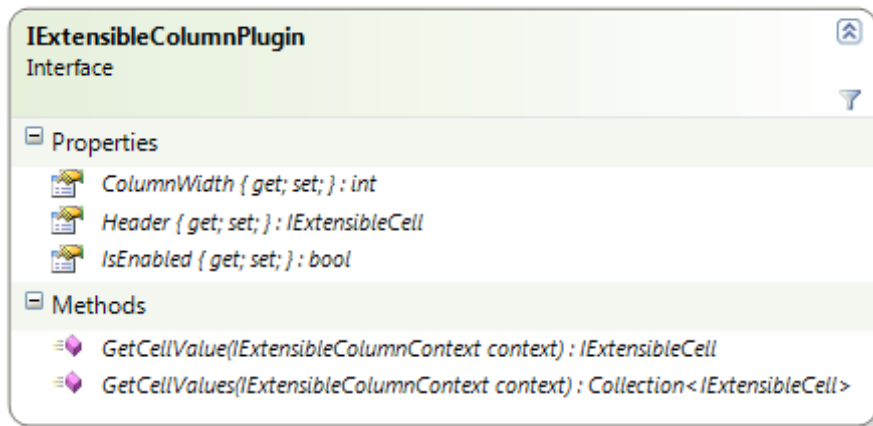 IExtensibleColumnPlugin
Interface
Properties
ColumnWidth { get; set; } : int
Header { get; set; } : IExtensibleCell
IsEnabled { get; set; } : bool
Methods
GetCellValue(IExtensibleColumnContext context) : IExtensibleCell
GetCellValues(IExtensibleColumnContext context) : Collection<IExtensibleCell>